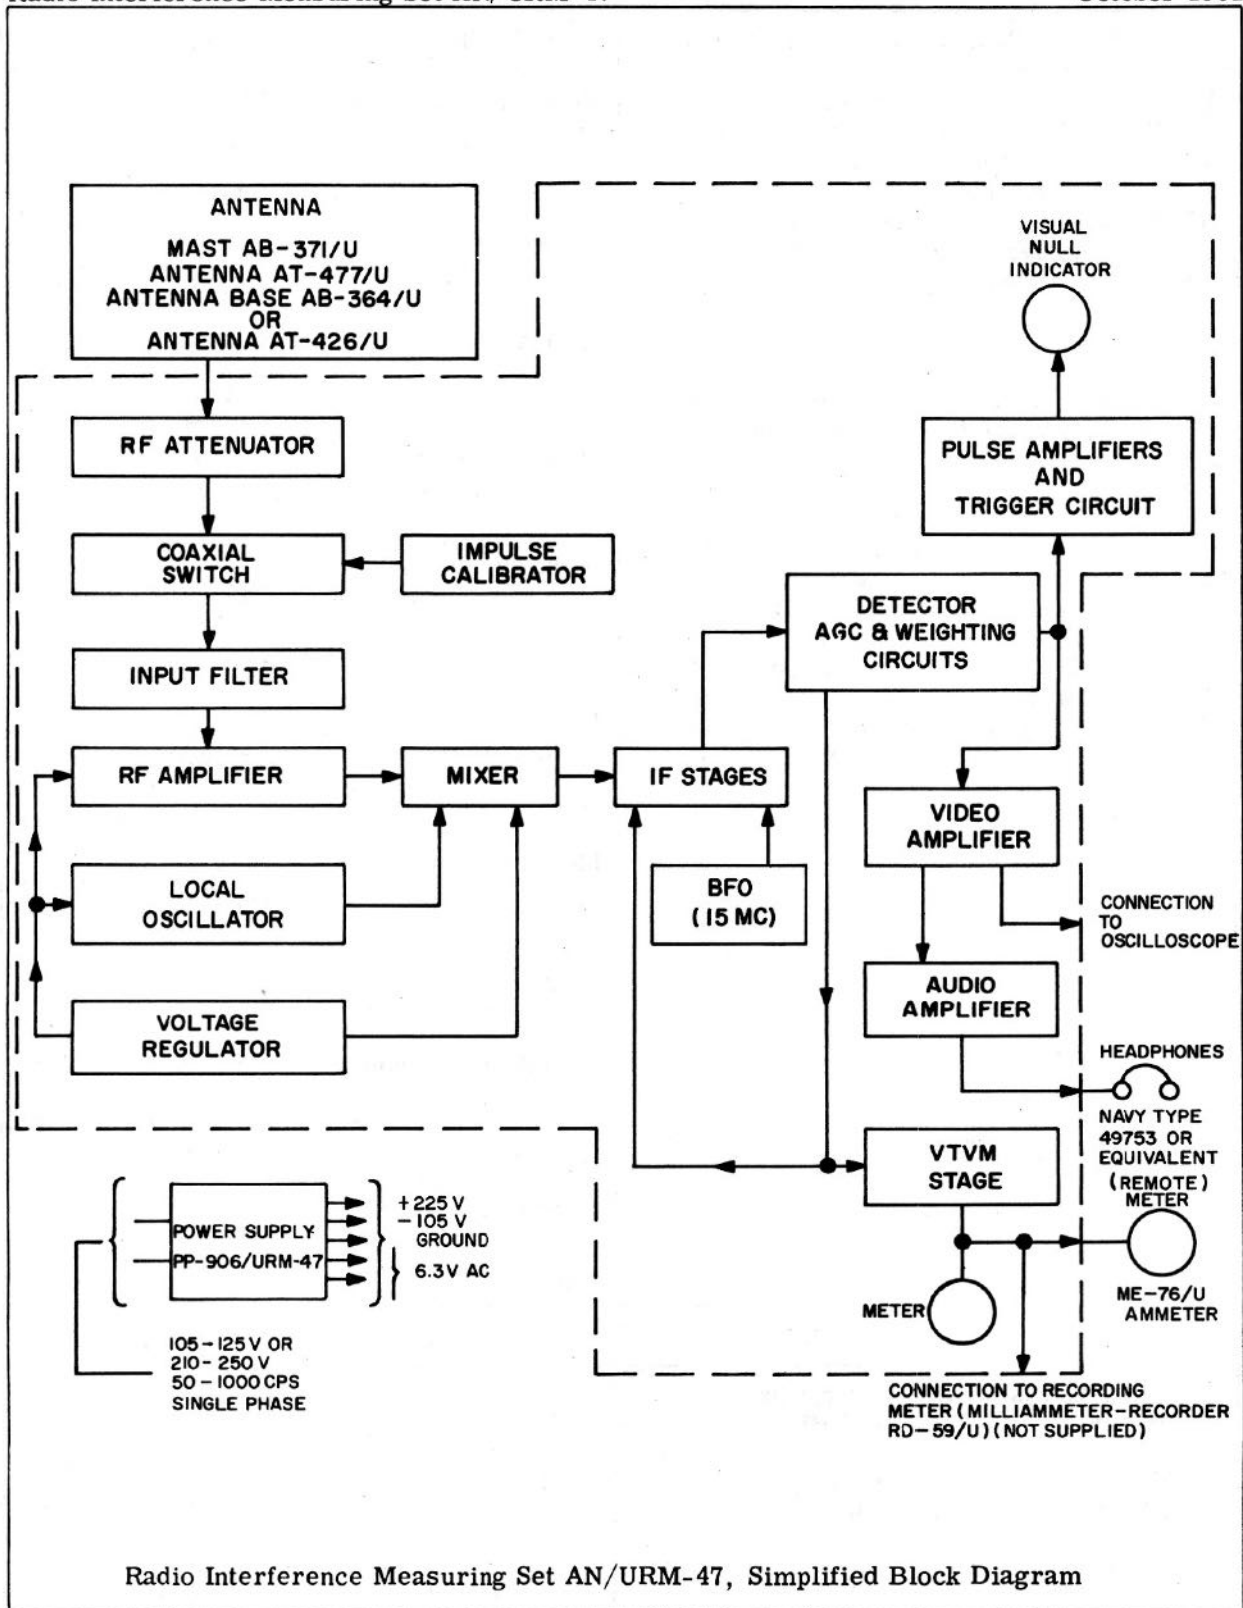 ANTENNA
MAST AB-371/U
ANTENNA AT-477/U
ANTENNA BASE AB-364/U
OR
ANTENNA AT-426/U
VISUAL
NULL
INDICATOR
RF ATTENUATOR
PULSE AMPLIFIERS
AND
TRIGGER CIRCUIT
COAXIAL
SWITCH
IMPULSE
CALIBRATOR
DETECTOR
AGC & WEIGHTING
CIRCUITS
INPUT FILTER
RF AMPLIFIER
MIXER
IF STAGES
VIDEO
AMPLIFIER
LOCAL
OSCILLATOR
BFO
(15 MC)
CONNECTION
TO
OSCILLOSCOPE
AUDIO
AMPLIFIER
VOLTAGE
REGULATOR
HEADPHONES
NAVY TYPE
49753 OR
EQUIVALENT
VTVM
STAGE
(REMOTE)
METER
POWER SUPPLY
PP-906/URM-47
+225 V
-105 V
GROUND
6.3V AC
METER
ME-76/U
AMMETER
105-125 V OR
210-250 V
50-1000 CPS
SINGLE PHASE
CONNECTION TO RECORDING
METER (MILLIAMMETER-RECORDER
RD-59/U) (NOT SUPPLIED)
Radio Interference Measuring Set AN/URM-47, Simplified Block Diagram